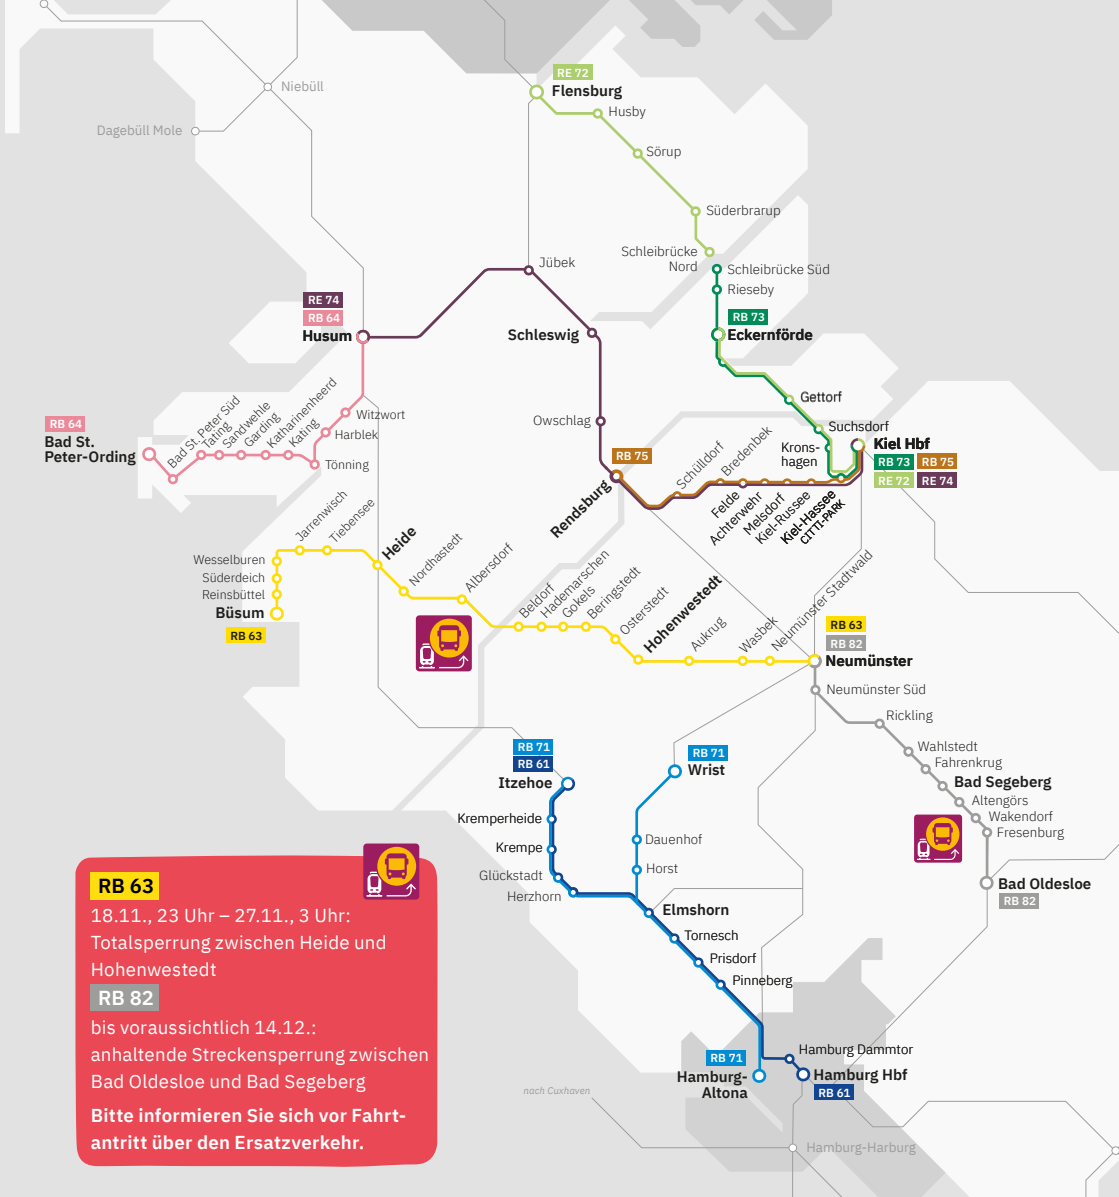 Niebüll
Dagebüll Mole
RE 72
Flensburg
Husby
Sörup
Süderbrarup
Schleibrücke
Nord
Schleibrücke Süd
Rieseby
RB 73
Eckernförde
Gettorf
Suchsdorf
Krons-
hagen
Kiel Hbf
RB 73
RB 75
RE 72
RE 74
Jübek
Schleswig
Owschlag
RE 74
RB 64
Husum
RB 64
Bad St.
Peter-Ording
Bad St. Peter Süd
Tating
Sandwehle
Garding
Katharinenheerd
Kating
Witzwort
Harblek
Tönning
RB 75
Rendsburg
Schülldorf
Bredenbek
Felde
Achterwehr
Melsdorf
Kiel-Russee
Kiel-Hassee
CITTI-PARK
Jarrenwisch
Tiebensee
Heide
Wesselburen
Süderdeich
Reinsbüttel
Büsum
RB 63
Nordhastedt
Albersdorf
Beldorf
Hademarschen
Gokels
Beringstedt
Osterstedt
Hohenwestedt
Aukrug
Wasbek
Neumünster Stadtwald
RB 63
RB 82
Neumünster
Neumünster Süd
Rickling
Wahlstedt
Fahrenkrug
Bad Segeberg
Altengörs
Wakendorf
Fresenburg
Bad Oldesloe
RB 82
RB 71
RB 61
Itzehoe
Kremperheide
Krempe
Glückstadt
Herzhorn
RB 71
Wrist
Dauenhof
Horst
Elmshorn
Tornesch
Prisdorf
Pinneberg
RB 71
Hamburg-
Altona
Hamburg Dammtor
Hamburg Hbf
RB 61
nach Cuxhaven
Hamburg-Harburg
RB 63
18.11., 23 Uhr – 27.11., 3 Uhr:
Totalsperrung zwischen Heide und
Hohenwestedt
RB 82
bis voraussichtlich 14.12.:
anhaltende Streckensperrung zwischen
Bad Oldesloe und Bad Segeberg
Bitte informieren Sie sich vor Fahrt-
antritt über den Ersatzverkehr.